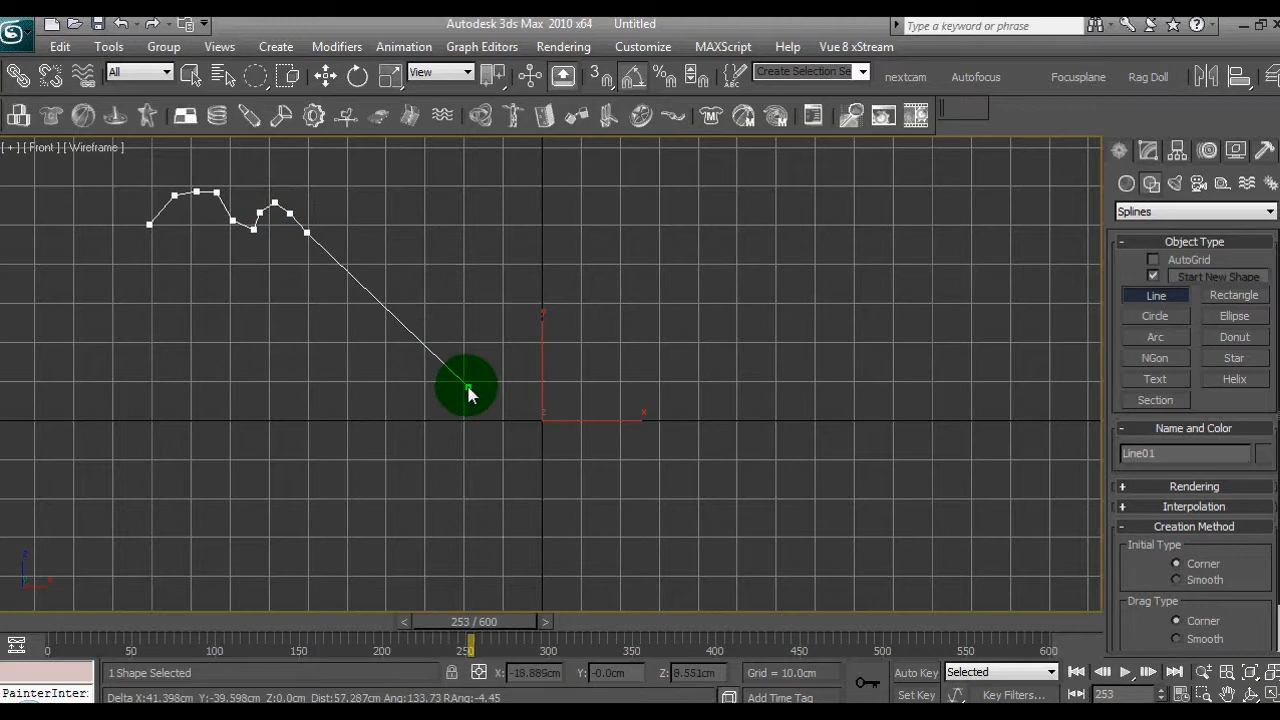 Autodesk 3ds Max 2010 x64 Untitled
Type a keyword or phrase
Edit Tools Group Views Create Modifiers Animation Graph Editors Rendering Customize MAXScript Help Vue 8 xStream
All View 3 Create Selection Se nextcam Autofocus Focusplane Rag Doll
[ + ] [ Front ] [ Wireframe ]
Splines
- Object Type
AutoGrid
Start New Shape
Line Rectangle
Circle Ellipse
Arc Donut
NGon Star
Text Helix
Section
z x
- Name and Color
Line01
+ Rendering
+ Interpolation
- Creation Method
Initial Type
Corner
Smooth
Drag Type
Corner
Smooth
z
x
< 253 / 600 >
0 50 100 150 200 250 300 350 400 450 500 550 600
1 Shape Selected X: -18.885cm Y: -0.0cm Z: 8.551cm Grid = 10.0cm Auto Key Selected
PainterInter Delta X:41.398cm Y:-39.598cm Z:0.0cm Dist:57.287cm Ang:133.73 RAng:-4.45 Add Time Tag Set Key Key Filters... 253